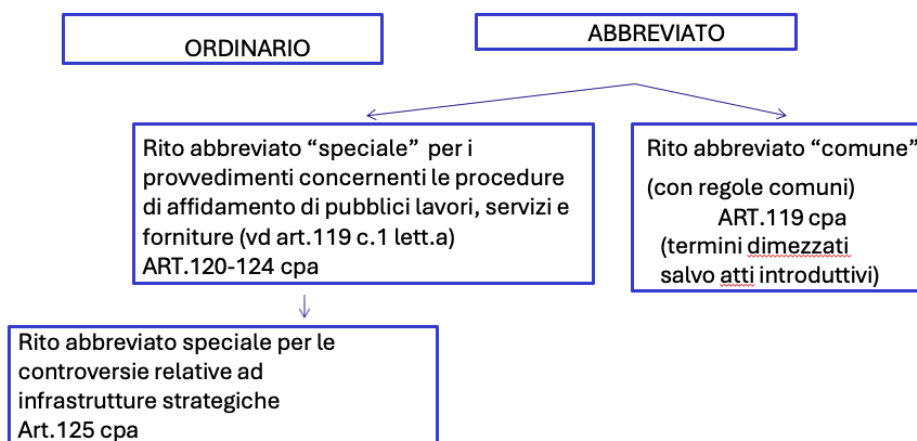 ORDINARIO
ABBREVIATO
Rito abbreviato “speciale” per i
provvedimenti concernenti le procedure
di affidamento di pubblici lavori, servizi e
forniture (vd art.119 c.1 lett.a)
ART.120-124 cpa
Rito abbreviato “comune”
(con regole comuni)
ART.119 cpa
(termini dimezzati
salvo atti introduttivi)
Rito abbreviato speciale per le
controversie relative ad
infrastrutture strategiche
Art.125 cpa